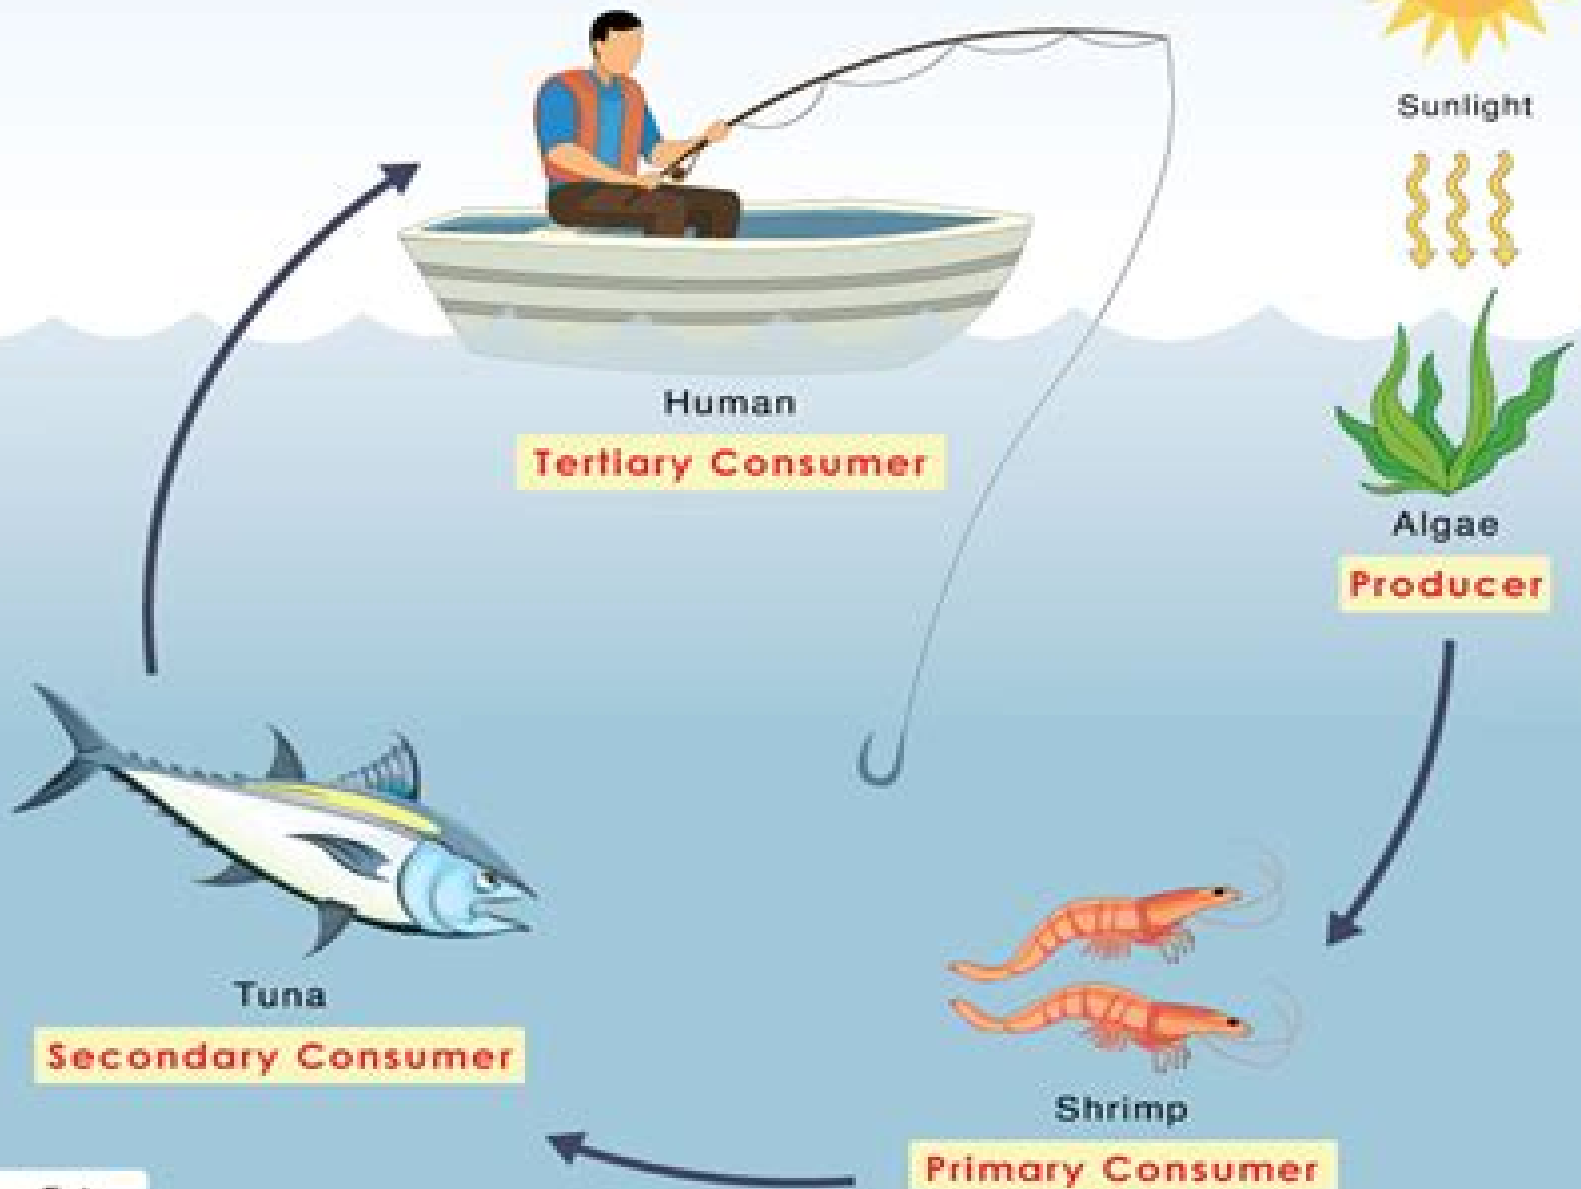 Sunlight
Human
Tertiary Consumer
Algae
Producer
Tuna
Secondary Consumer
Shrimp
Primary Consumer